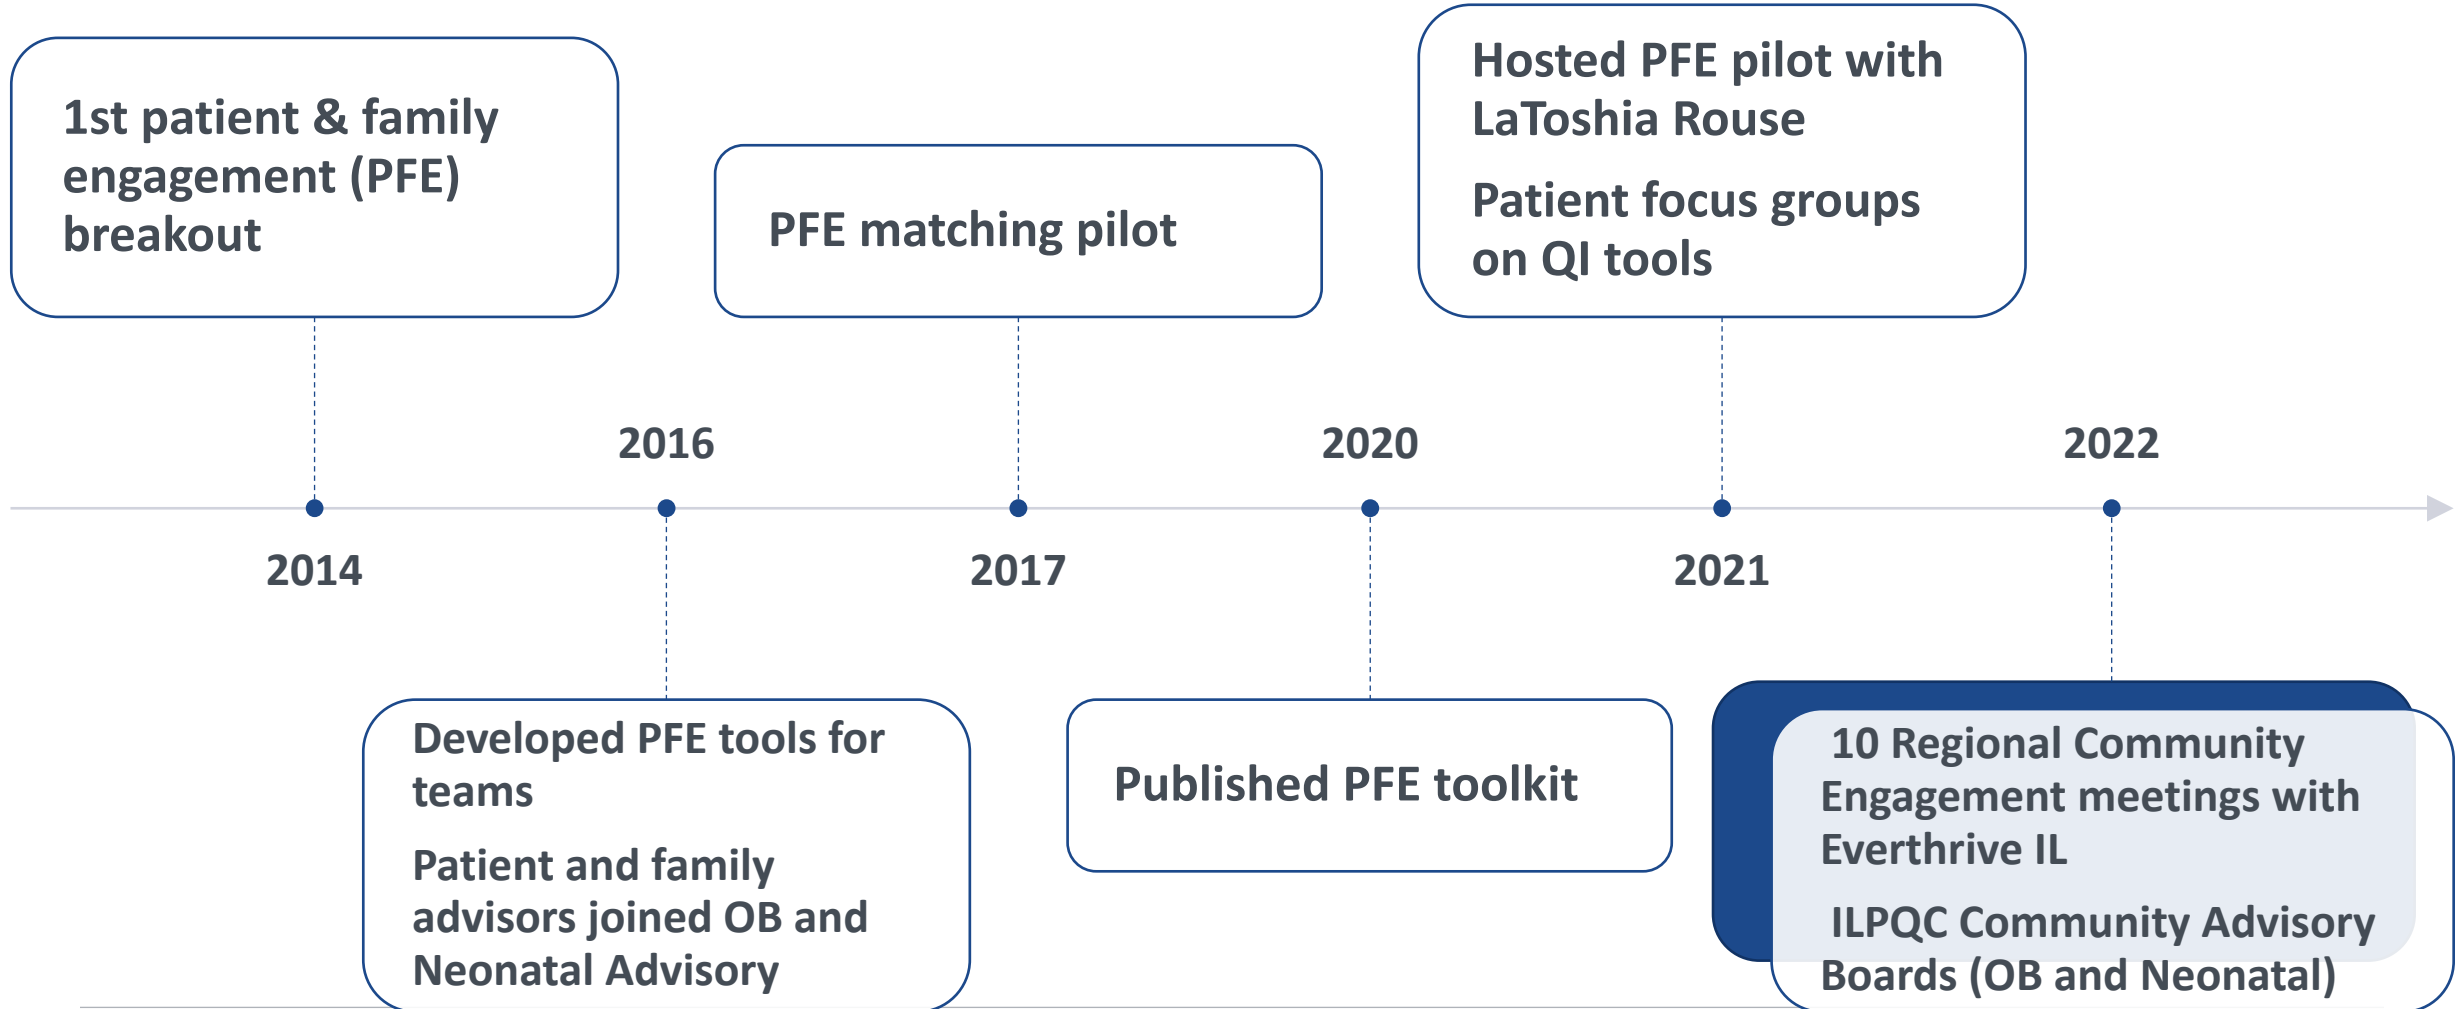 1st patient & family
engagement (PFE)
breakout
2014
2016
Developed PFE tools for
teams
Patient and family
advisors joined OB and
Neonatal Advisory
PFE matching pilot
2017
2020
Published PFE toolkit
Hosted PFE pilot with
LaToshia Rouse
Patient focus groups
on QI tools
2021
2022
10 Regional Community
Engagement meetings with
Everthrive IL
ILPQC Community Advisory
Boards (OB and Neonatal)